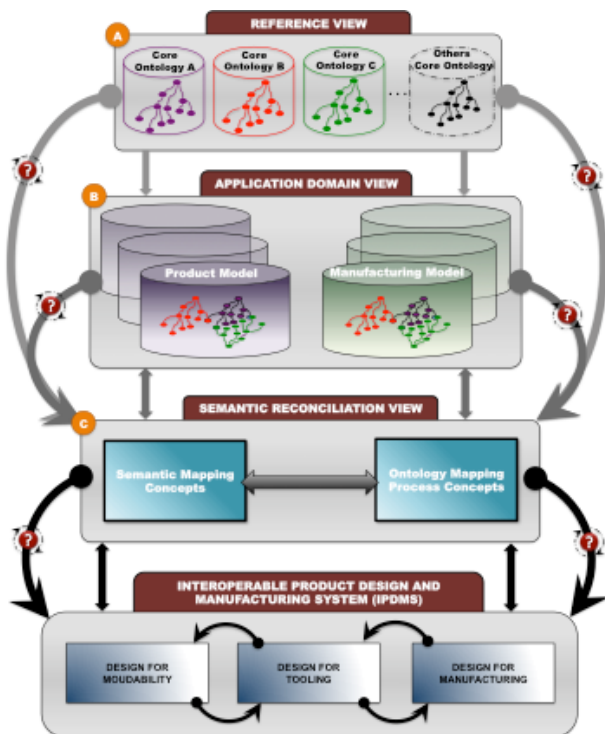 REFERENCE VIEW
A
Core
Ontology A
Core
Ontology B
Core
Ontology C
...
Others
Core Ontology
?
?
APPLICATION DOMAIN VIEW
B
Product Model
Manufacturing Model
?
?
SEMANTIC RECONCILIATION VIEW
C
Semantic Mapping
Concepts
Ontology Mapping
Process Concepts
?
?
INTEROPERABLE PRODUCT DESIGN AND
MANUFACTURING SYSTEM (IPDMS)
DESIGN FOR
MOUDABILITY
DESIGN FOR
TOOLING
DESIGN FOR
MANUFACTURING